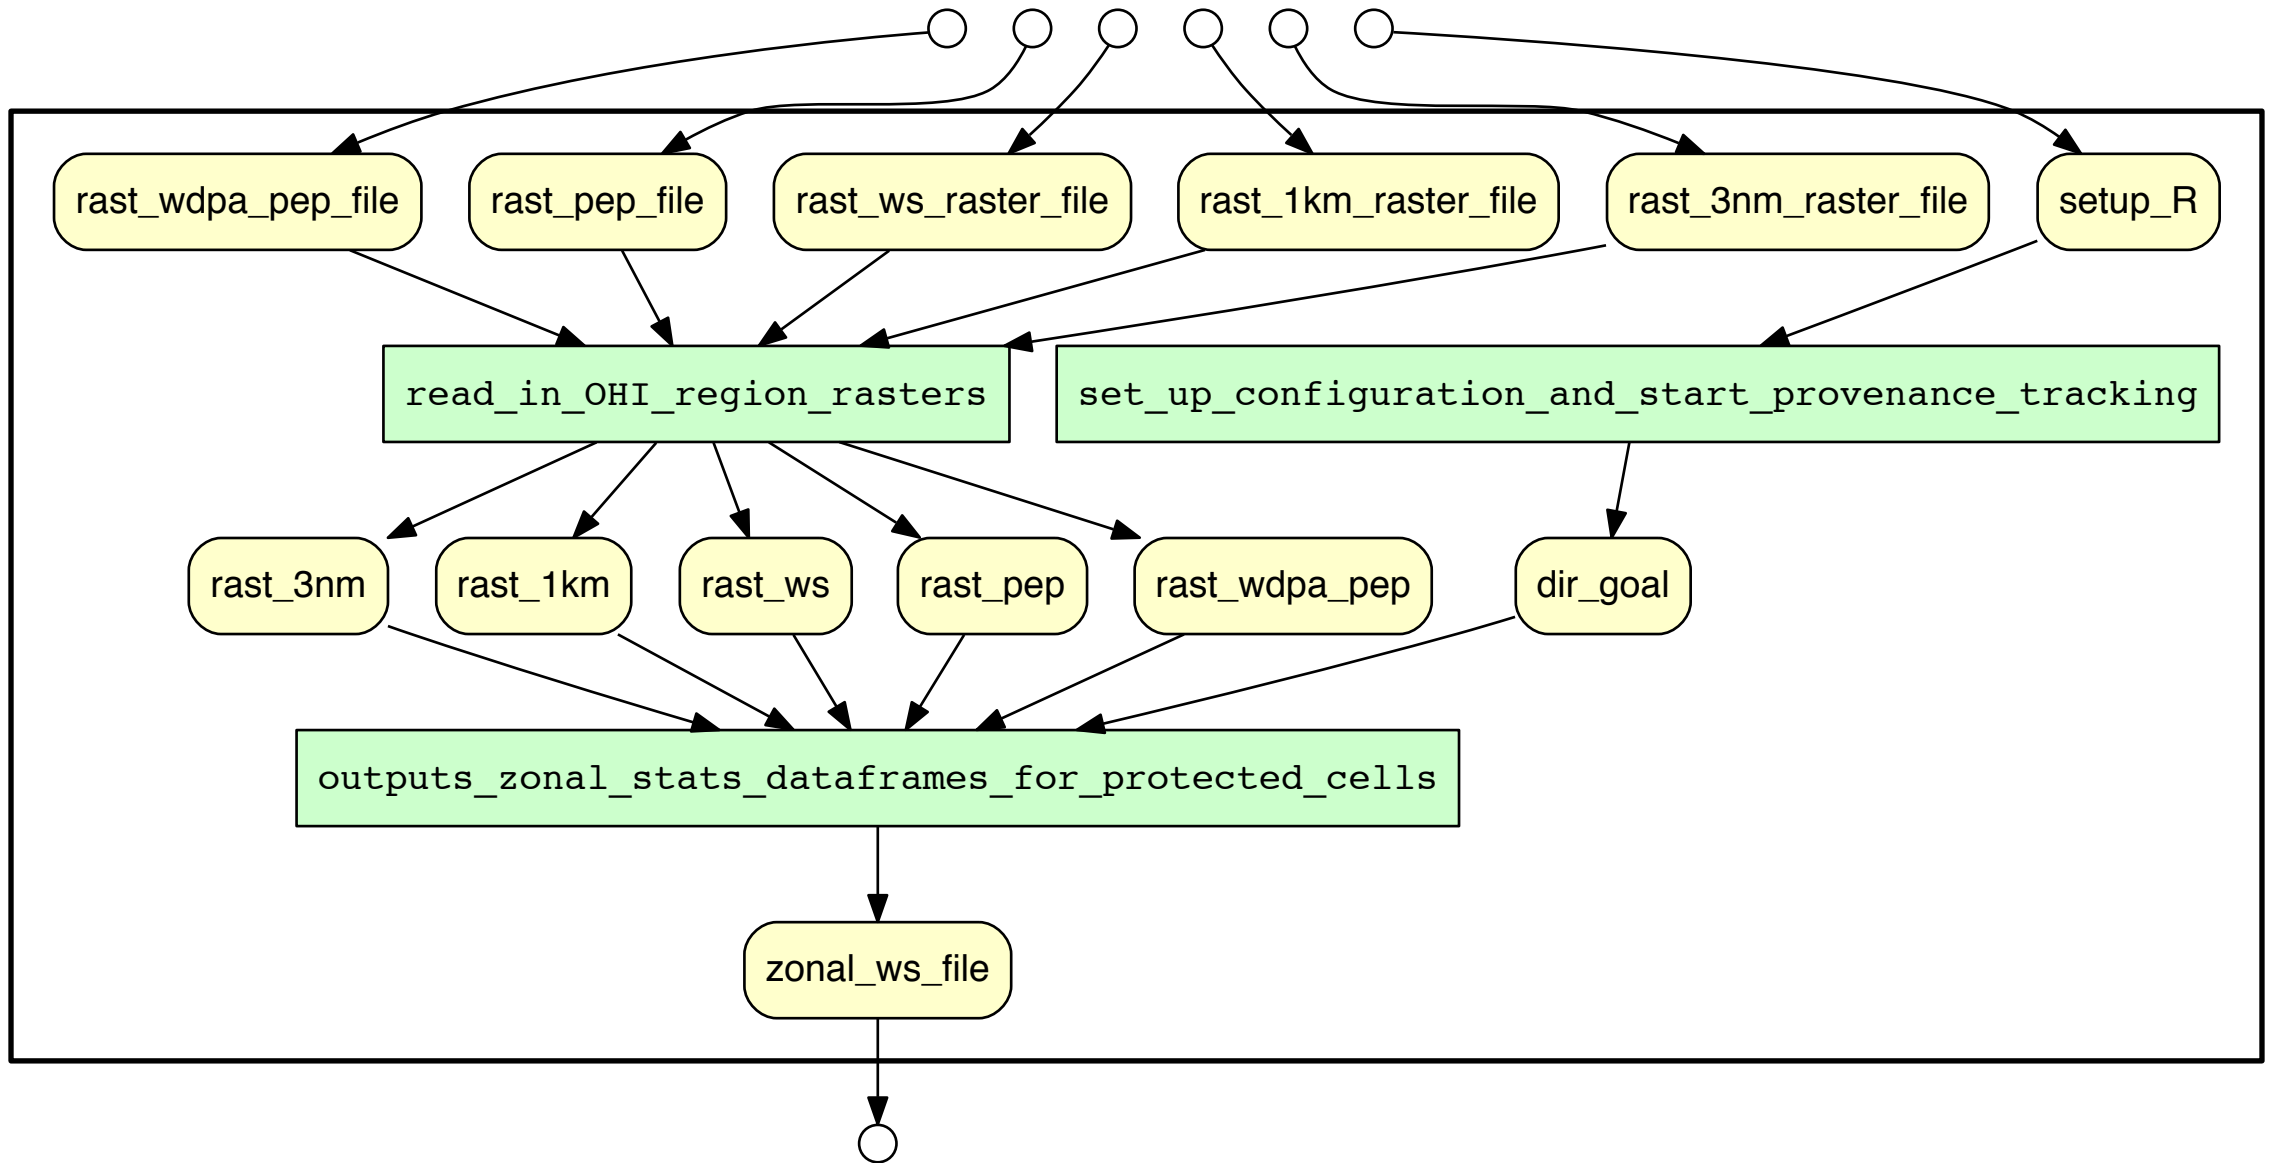 rast_wdpa_pep_file
rast_pep_file
rast_ws_raster_file
rast_1km_raster_file
rast_3nm_raster_file
setup_R
read_in_OHI_region_rasters
set_up_configuration_and_start_provenance_tracking
rast_3nm
rast_1km
rast_ws
rast_pep
rast_wdpa_pep
dir_goal
outputs_zonal_stats_dataframes_for_protected_cells
zonal_ws_file